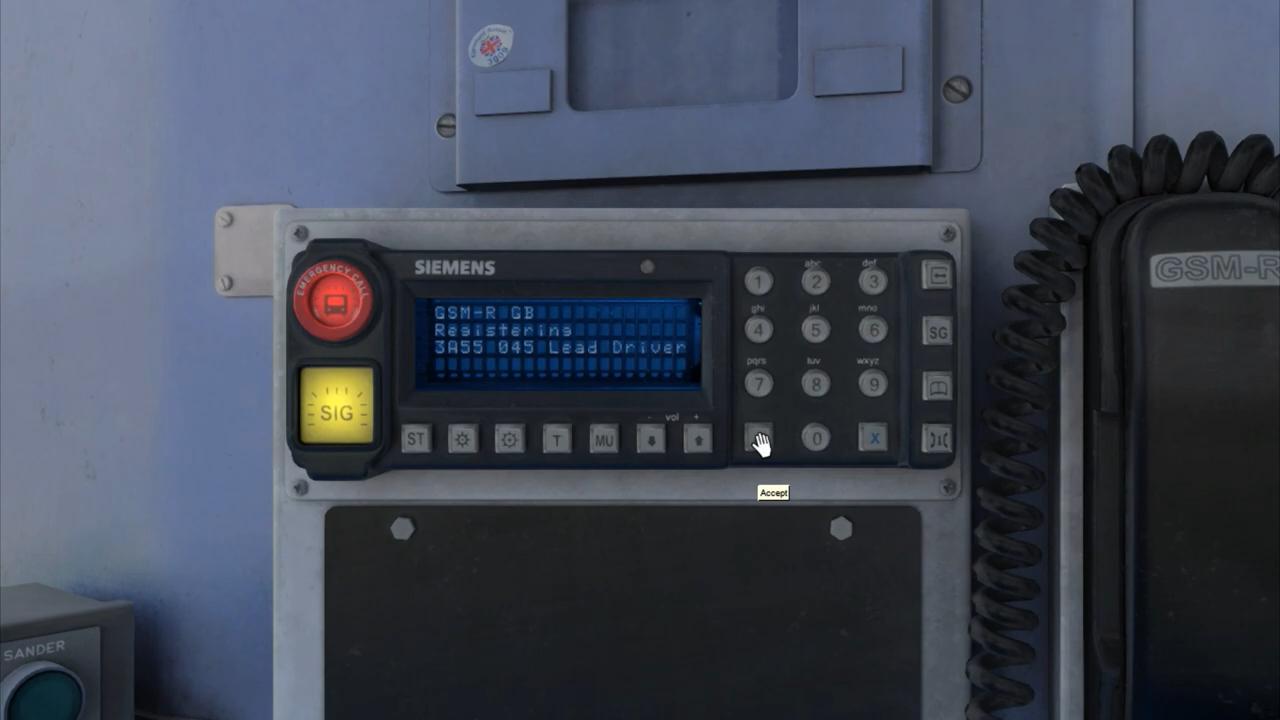 SIEMENS
EMERGENCY CALL
GSM-R GB
Registering
3A55 045 Lead Driver
SIG
- vol +
ST
T
MU
1
abc
2
def
3
ghi
4
jkl
5
mno
6
pqrs
7
tuv
8
wxyz
9
0
X
SG
Accept
GSM-R
SANDER